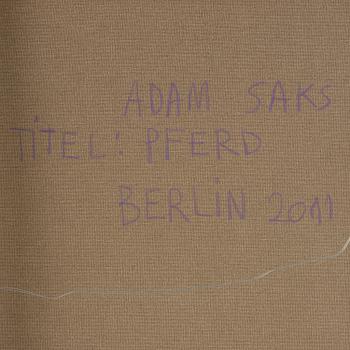 ADAM SAKS
TiTEL: PFERD
BERLiN 2011